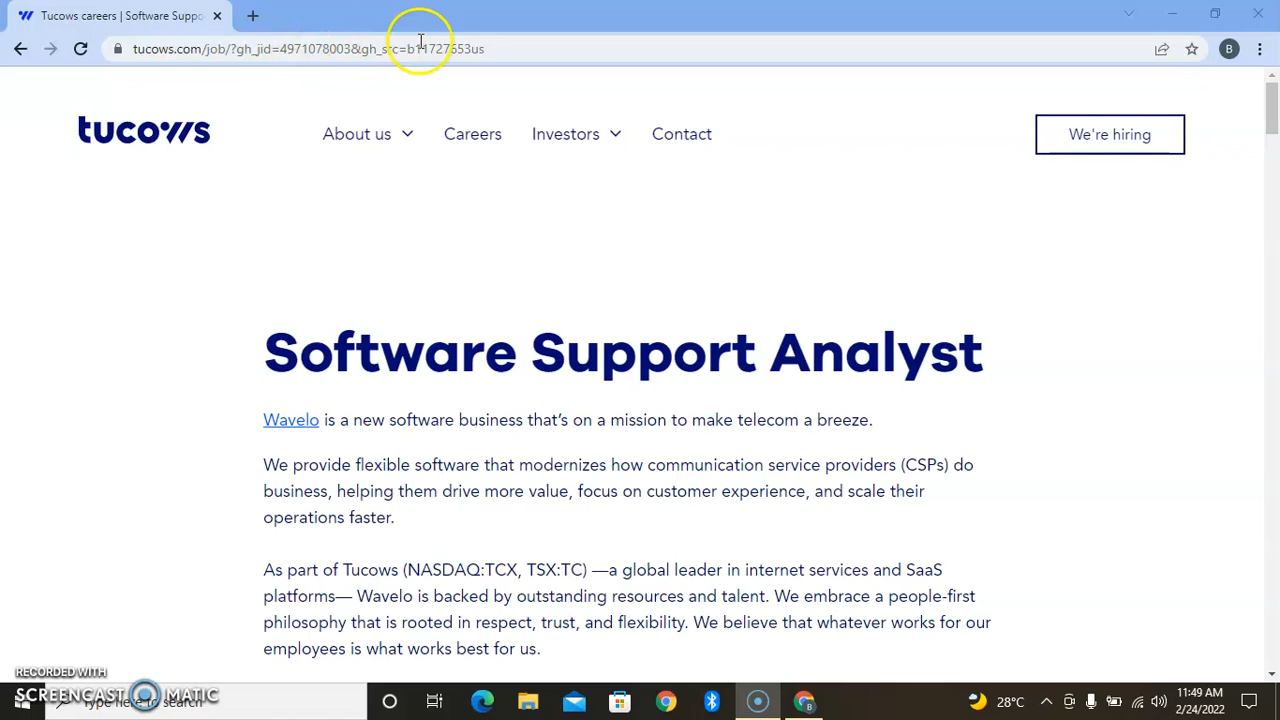 Tucows careers | Software Suppo
tucows.com/job/?gh_jid=4971078003&gh_src=b11727653us
B
tucows
About us Careers Investors Contact We're hiring
Software Support Analyst
Wavelo is a new software business that's on a mission to make telecom a breeze.
We provide flexible software that modernizes how communication service providers (CSPs) do
business, helping them drive more value, focus on customer experience, and scale their
operations faster.
As part of Tucows (NASDAQ:TCX, TSX:TC) —a global leader in internet services and SaaS
platforms— Wavelo is backed by outstanding resources and talent. We embrace a people-first
philosophy that is rooted in respect, trust, and flexibility. We believe that whatever works for our
employees is what works best for us.
RECORDED WITH
SCREENCAST MATIC
Type here to search
28°C
11:49 AM
2/24/2022